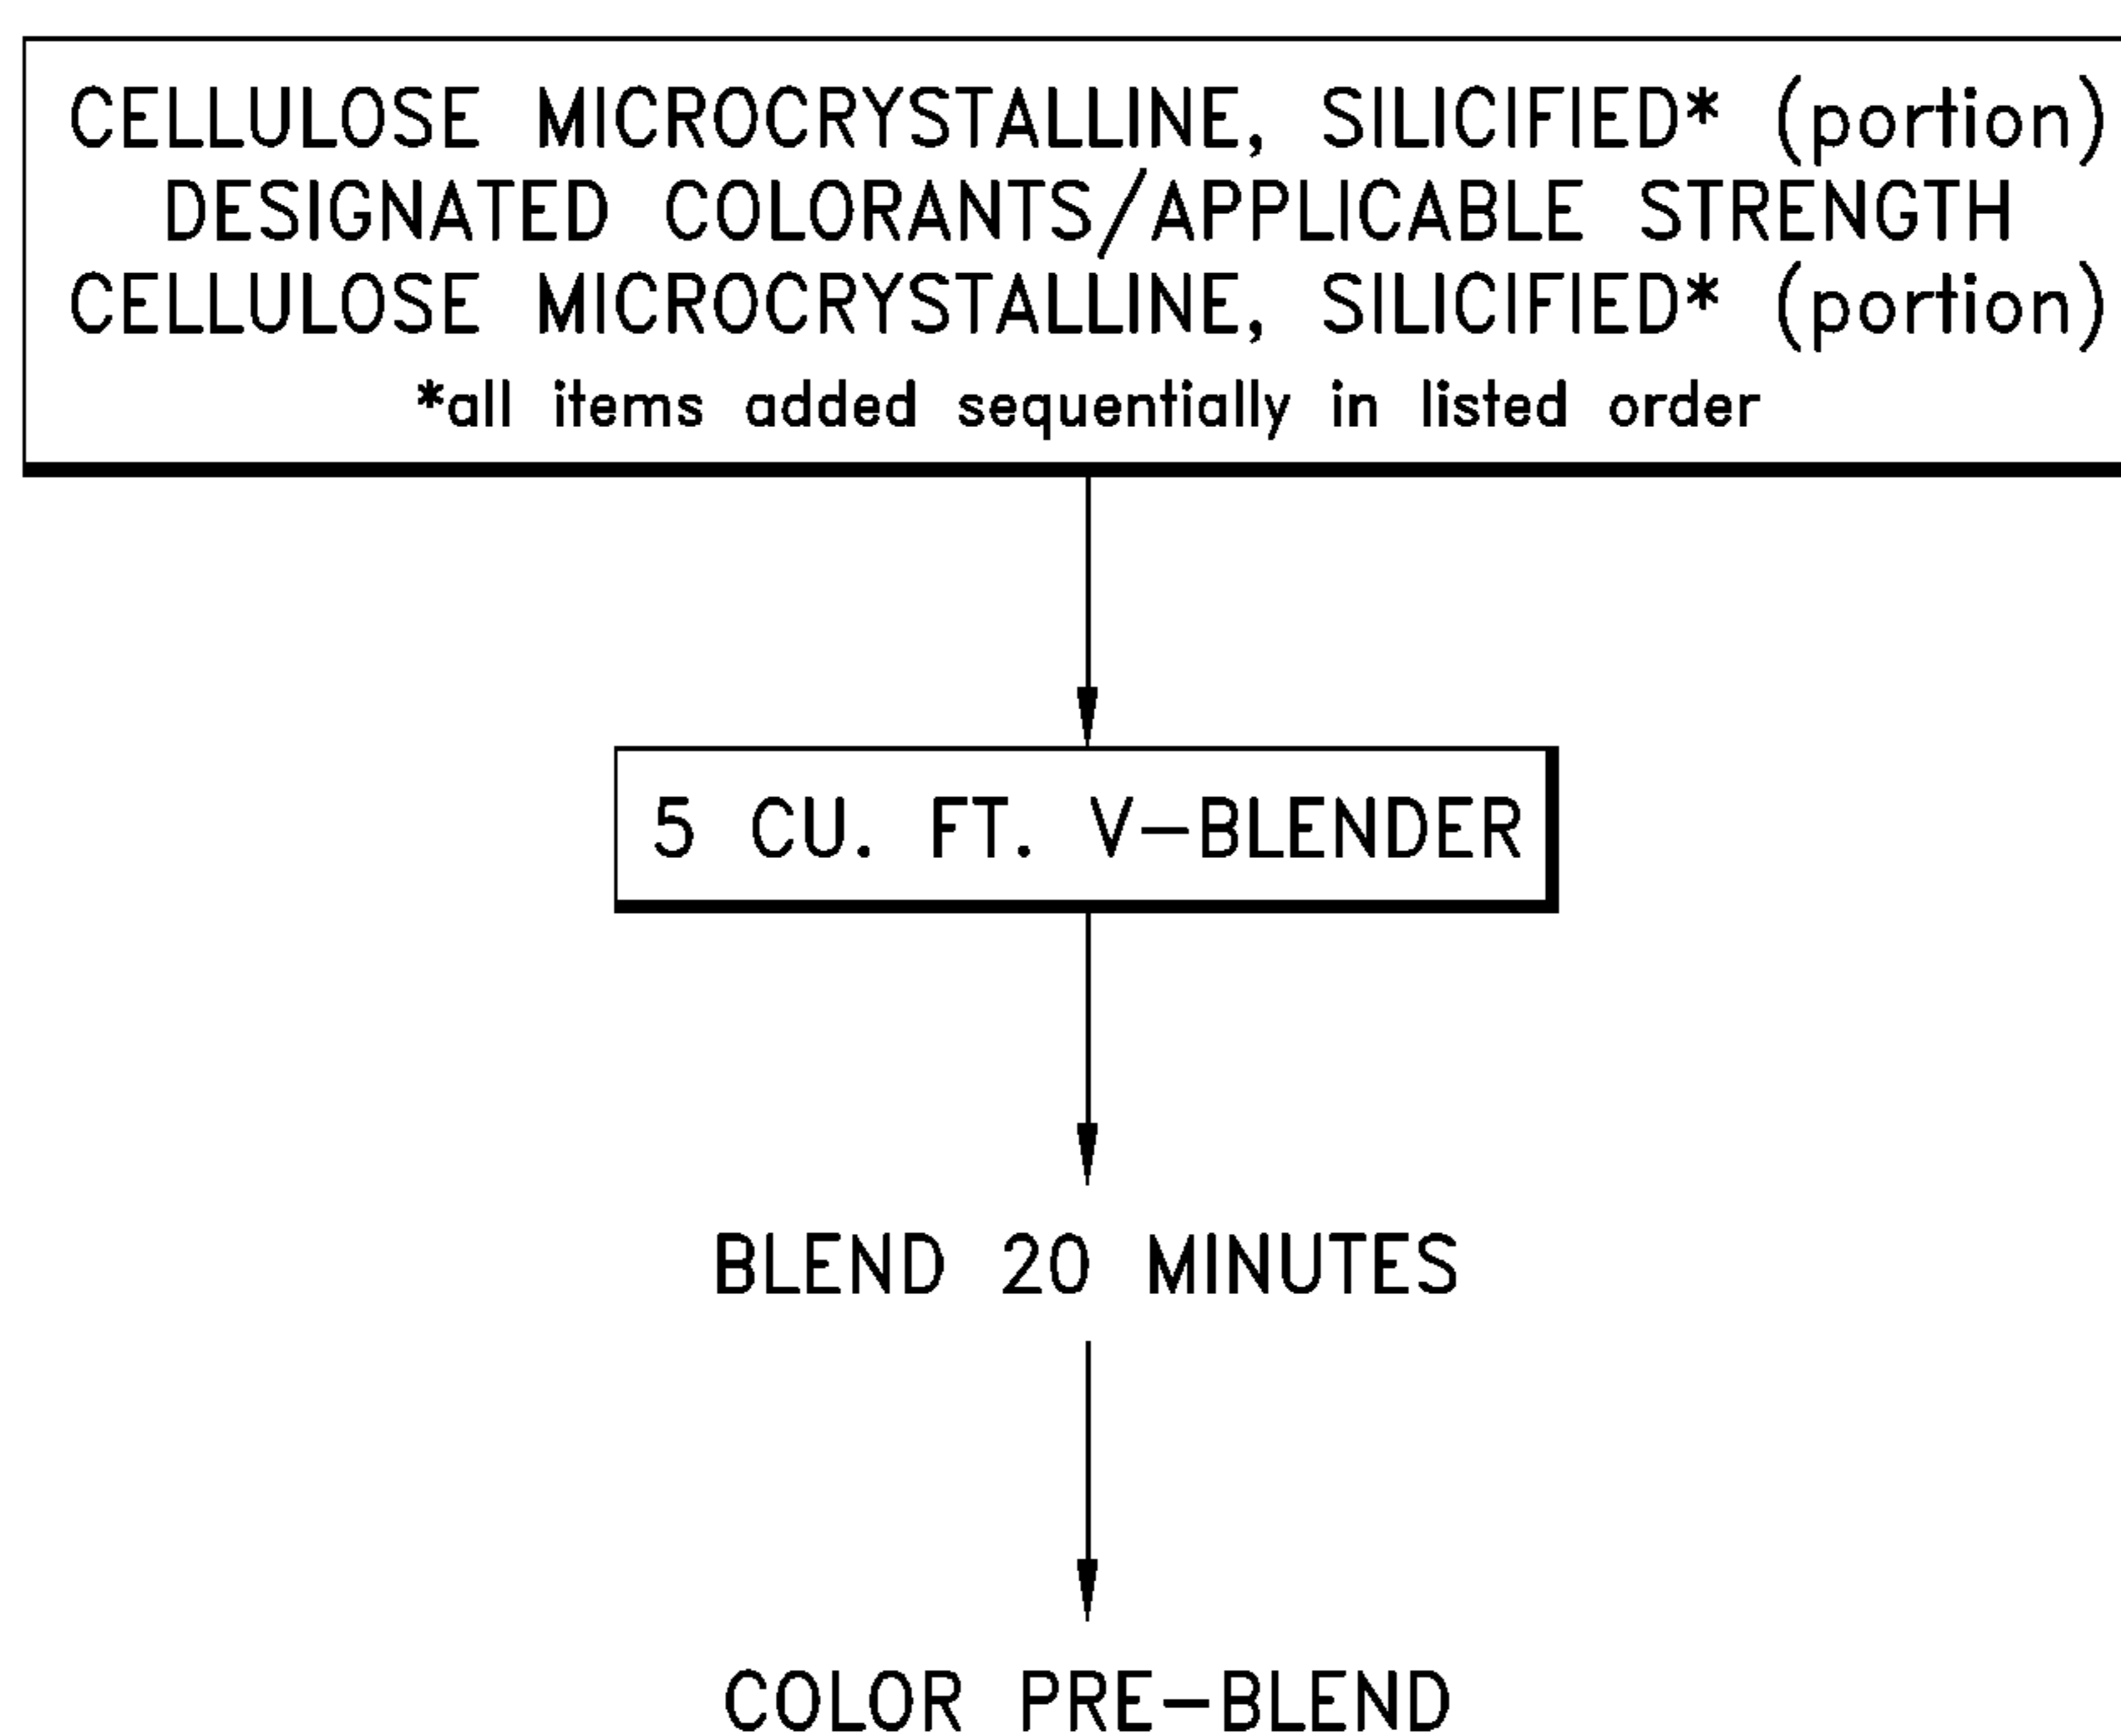 CELLULOSE MICROCRYSTALLINE, SILICIFIED* (portion)
DESIGNATED COLORANTS/APPLICABLE STRENGTH
CELLULOSE MICROCRYSTALLINE, SILICIFIED* (portion)
*all items added sequentially in listed order
5 CU. FT. V-BLENDER
BLEND 20 MINUTES
COLOR PRE-BLEND